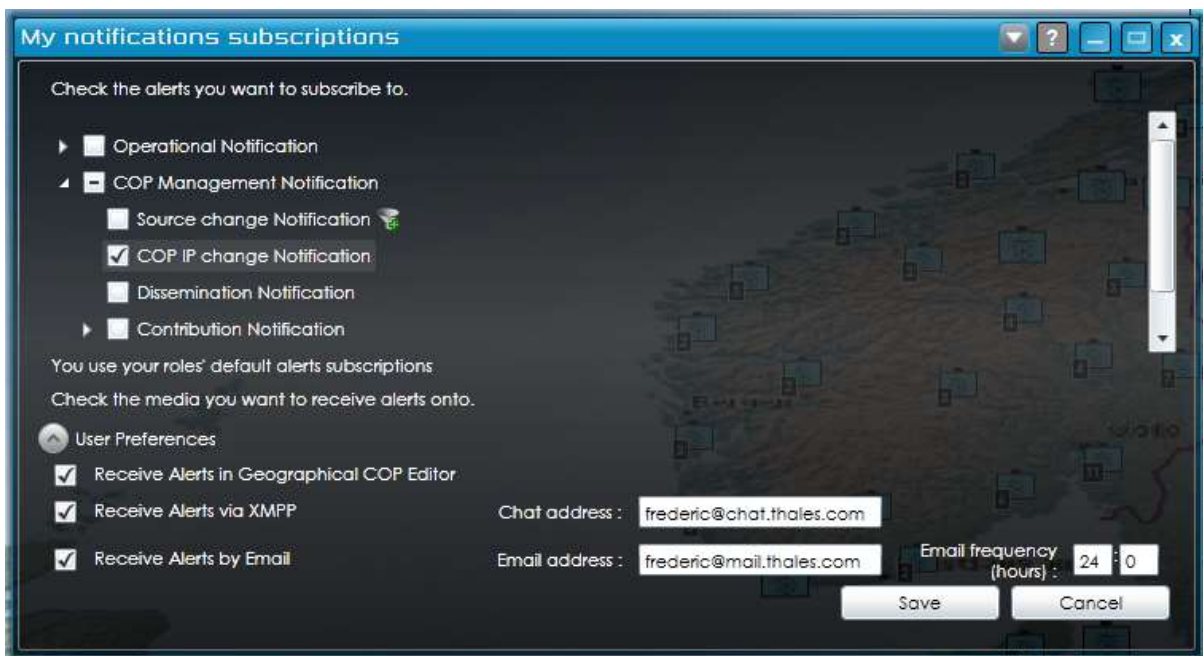 My notifications subscriptions
Check the alerts you want to subscribe to.
Operational Notification
COP Management Notification
Source change Notification
COP IP change Notification
Dissemination Notification
Contribution Notification
You use your roles' default alerts subscriptions
Check the media you want to receive alerts onto.
User Preferences
Receive Alerts in Geographical COP Editor
Receive Alerts via XMPP Chat address : frederic@chat.thales.com
Receive Alerts by Email Email address : frederic@mail.thales.com Email frequency (hours) : 24 : 0
Save Cancel